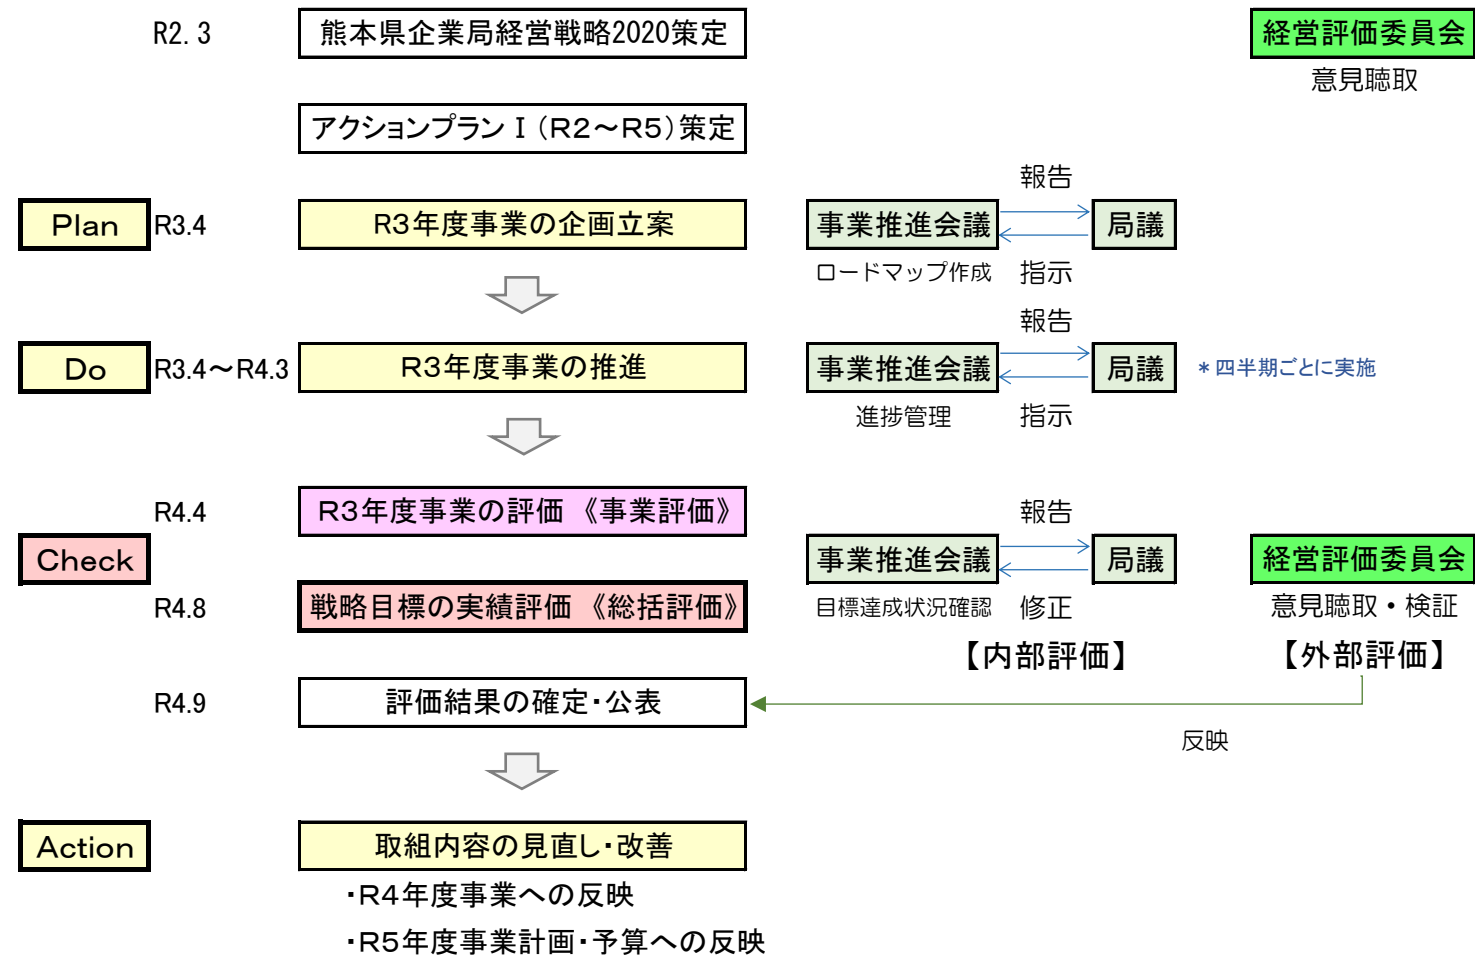 R2.3 熊本県企業局経営戦略2020策定 経営評価委員会
意見聴取
アクションプランⅠ（R2～R5）策定
報告
Plan R3.4 R3年度事業の企画立案 事業推進会議 局議
ロードマップ作成 指示
報告
Do R3.4～R4.3 R3年度事業の推進 事業推進会議 局議 ＊四半期ごとに実施
進捗管理 指示
R4.4 R3年度事業の評価 《事業評価》 報告
Check 事業推進会議 局議 経営評価委員会
R4.8 戦略目標の実績評価 《総括評価》 目標達成状況確認 修正 意見聴取・検証
【内部評価】 【外部評価】
R4.9 評価結果の確定・公表
反映
Action 取組内容の見直し・改善
・R4年度事業への反映
・R5年度事業計画・予算への反映